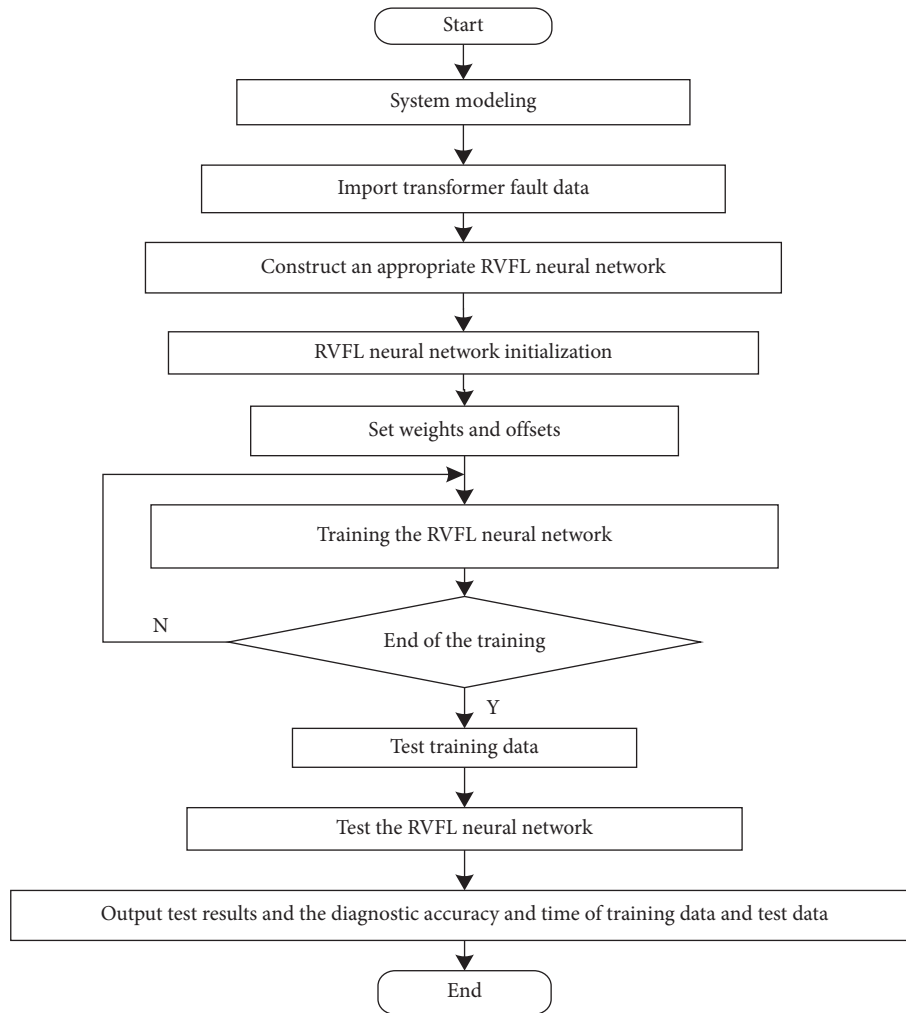 Start
System modeling
Import transformer fault data
Construct an appropriate RVFL neural network
RVFL neural network initialization
Set weights and offsets
Training the RVFL neural network
N
End of the training
Y
Test training data
Test the RVFL neural network
Output test results and the diagnostic accuracy and time of training data and test data
End